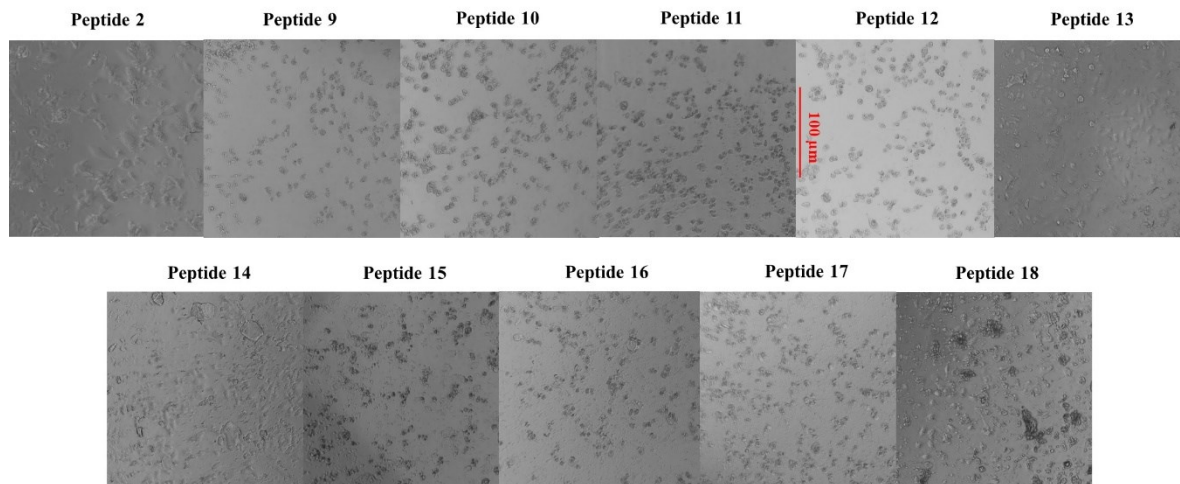 Peptide 2
Peptide 9
Peptide 10
Peptide 11
Peptide 12
Peptide 13
100 µm
Peptide 14
Peptide 15
Peptide 16
Peptide 17
Peptide 18